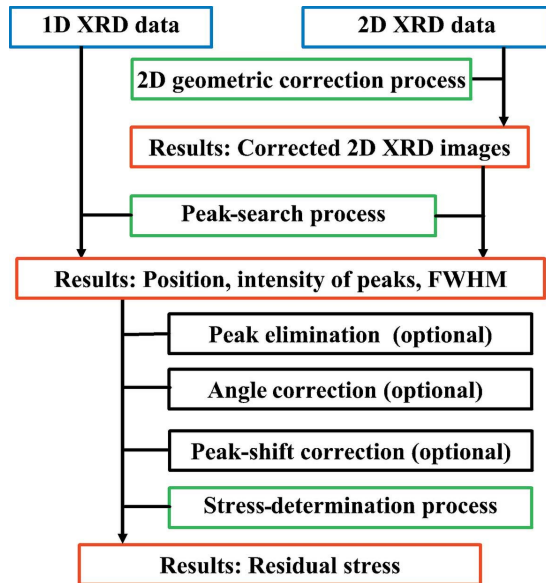 1D XRD data
2D XRD data
2D geometric correction process
Results: Corrected 2D XRD images
Peak-search process
Results: Position, intensity of peaks, FWHM
Peak elimination (optional)
Angle correction (optional)
Peak-shift correction (optional)
Stress-determination process
Results: Residual stress